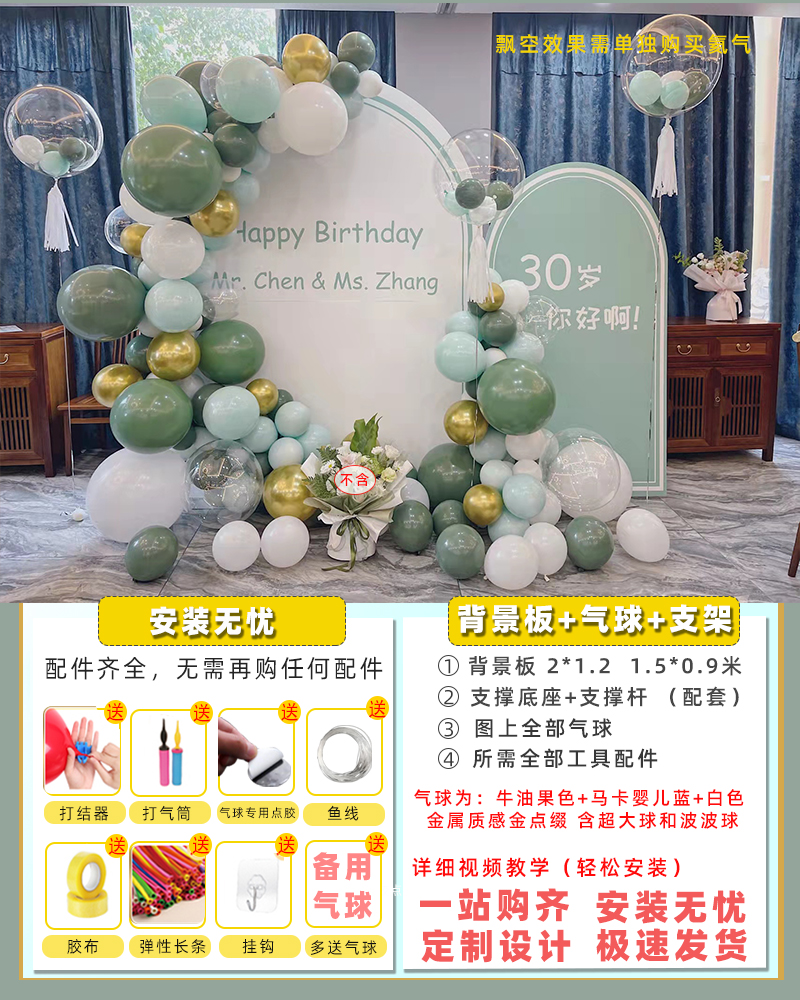 飘空效果需单独购买氦气
Happy Birthday
Mr. Chen & Ms. Zhang
30岁
你好啊!
不含
安装无忧
配件齐全，无需再购任何配件
送
送
送
送
打结器
打气筒
气球专用点胶
鱼线
送
送
送
送
备用
气球
胶布
弹性长条
挂钩
多送气球
背景板+气球+支架
① 背景板 2*1.2 1.5*0.9米
② 支撑底座+支撑杆 （配套）
③ 图上全部气球
④ 所需全部工具配件
气球为：牛油果色+马卡婴儿蓝+白色
金属质感金点缀 含超大球和波波球
详细视频教学（轻松安装）
一站购齐 安装无忧
定制设计 极速发货